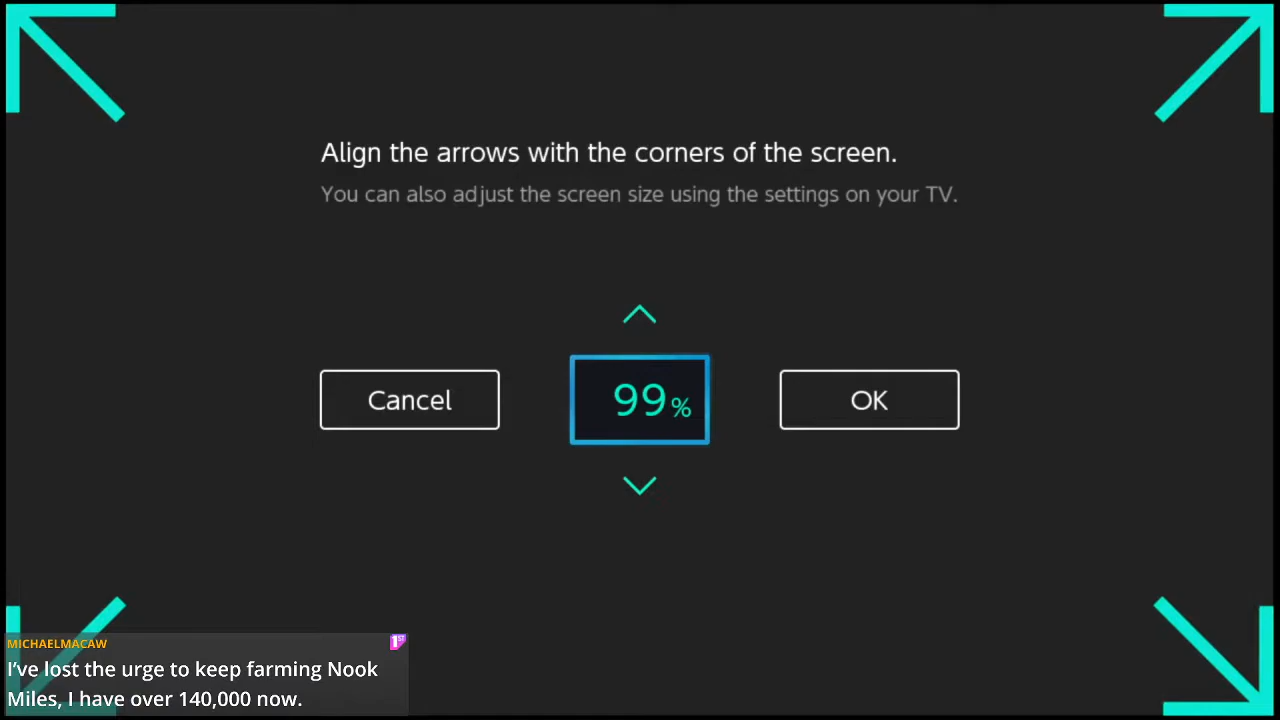 Align the arrows with the corners of the screen.
You can also adjust the screen size using the settings on your TV.
Cancel
99%
OK
MICHAELMACAW
1ST
I've lost the urge to keep farming Nook
Miles, I have over 140,000 now.